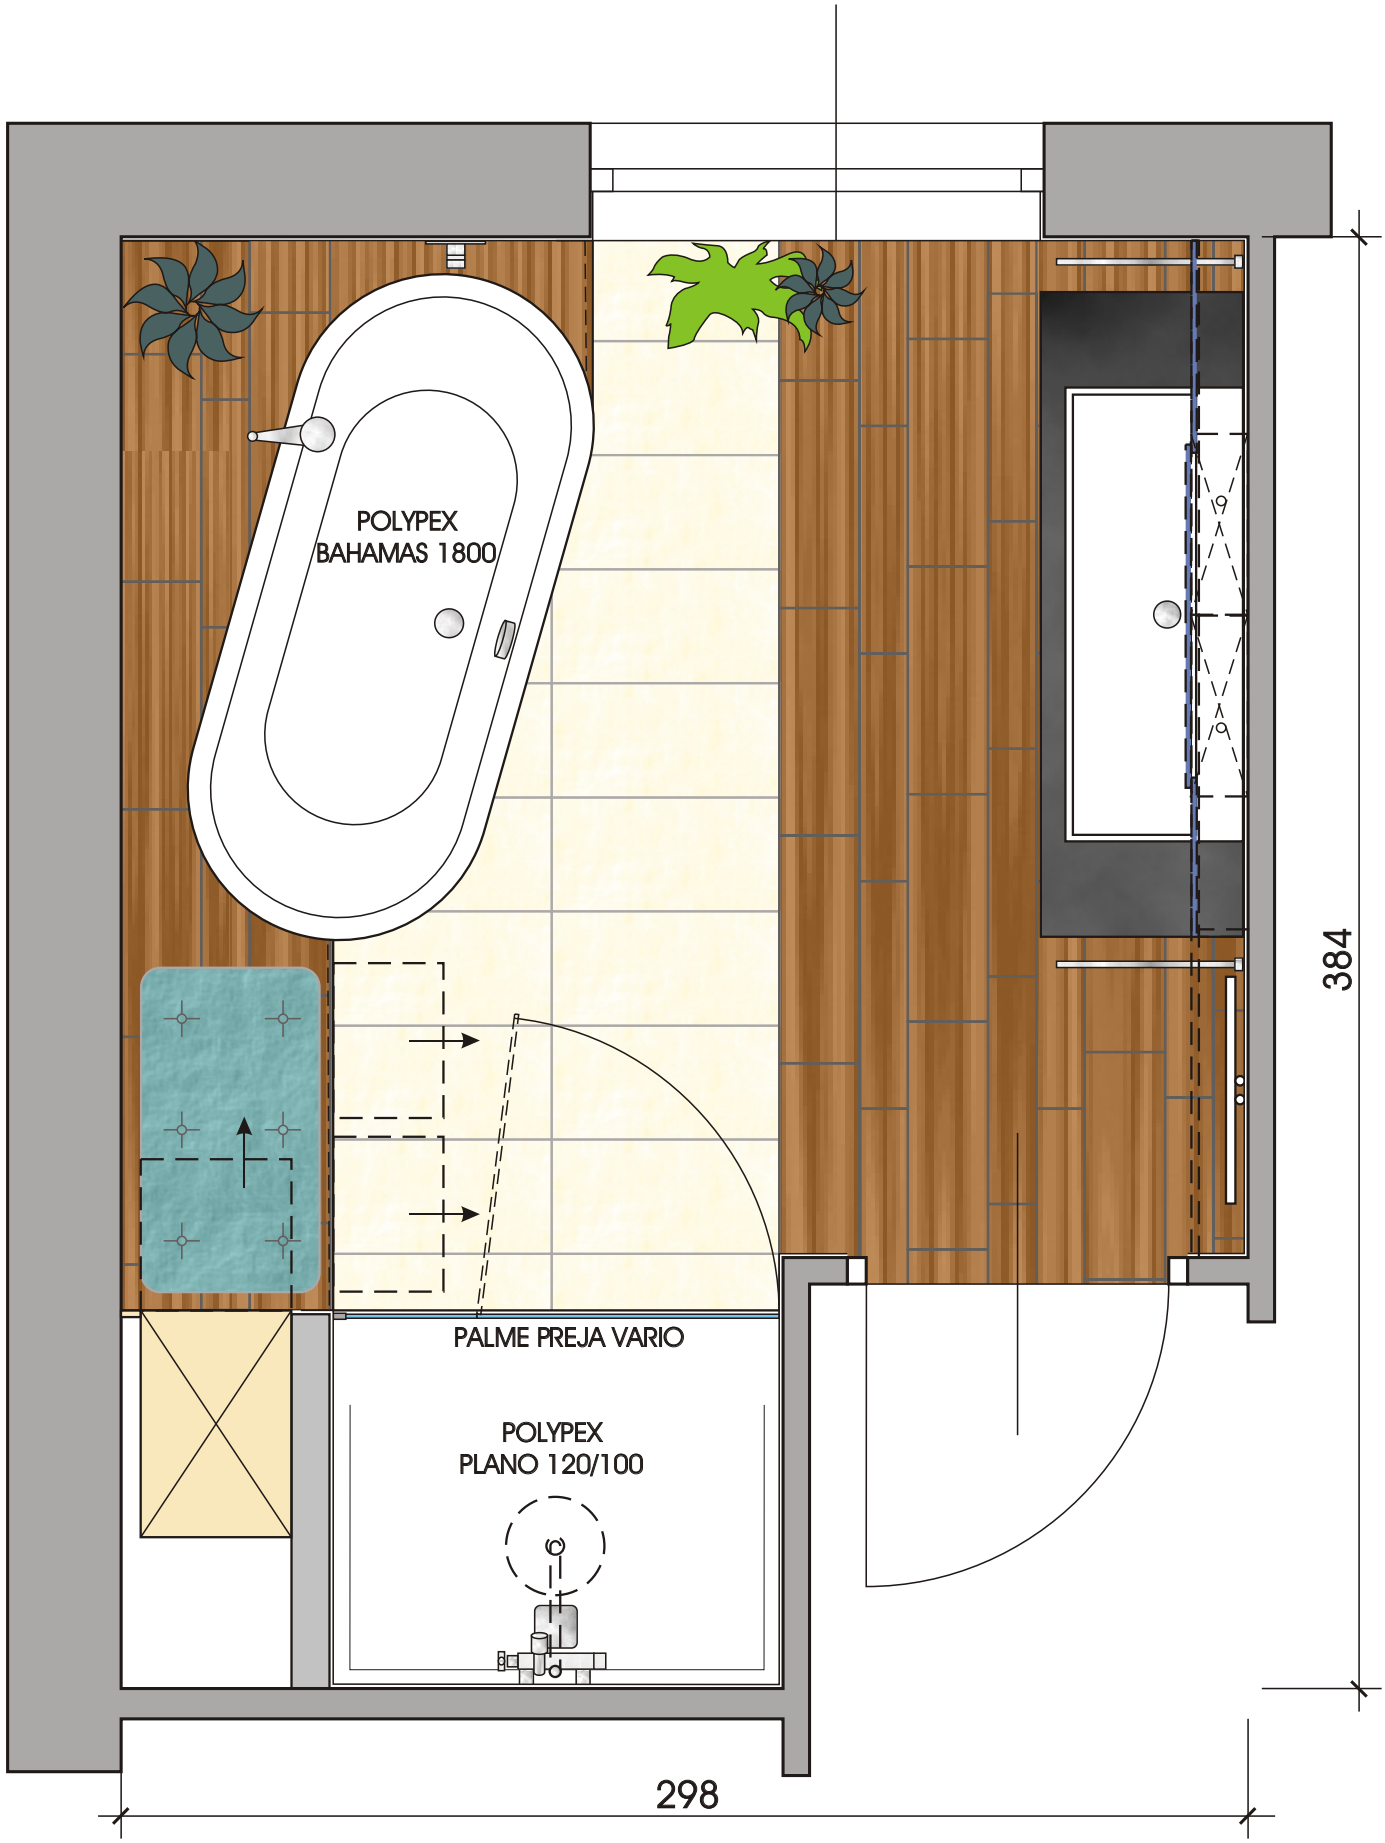 POLYPEX
BAHAMAS 1800
384
PALME PREJA VARIO
POLYPEX
PLANO 120/100
298